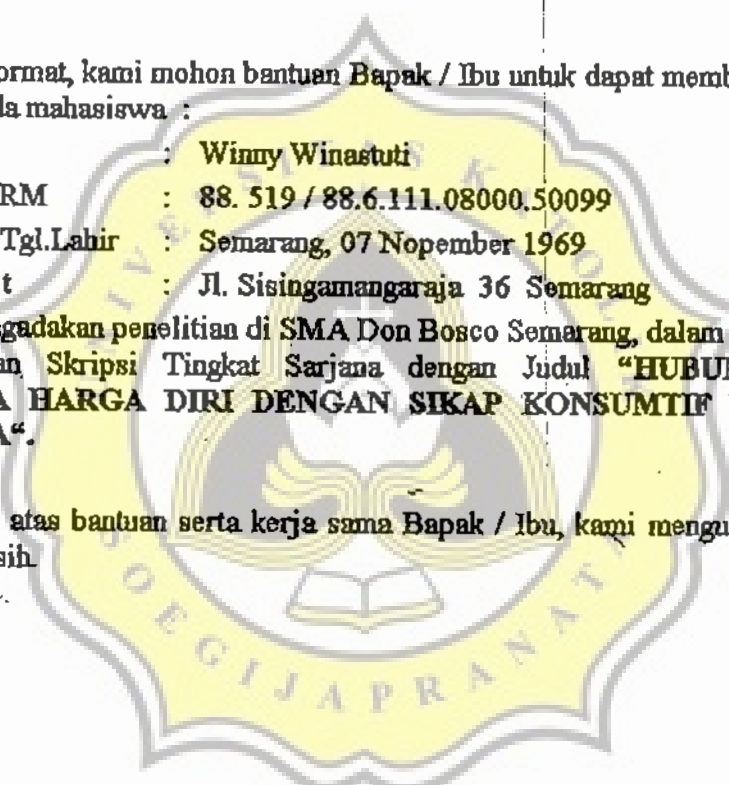 ormat, kami mohon bantuan Bapak / Ibu untuk dapat memb
la mahasiswa :
: Winny Winastuti
RM : 88. 519 / 88.6.111.08000.50099
Tgl.Lahir : Semarang, 07 Nopember 1969
t : Jl. Sisingamangaraja 36 Semarang
gadakan penelitian di SMA Don Bosco Semarang, dalam
an Skripsi Tingkat Sarjana dengan Judul “HUBU
A HARGA DIRI DENGAN SIKAP KONSUMTIF
A“.
atas bantuan serta kerja sama Bapak / Ibu, kami mengu
sih.
UNIVERSITAS KATOLIK
SOEGIJAPRANATA